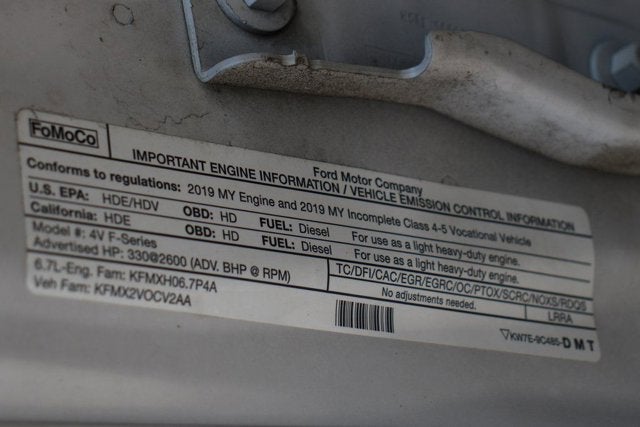 FoMoCo
Ford Motor Company
IMPORTANT ENGINE INFORMATION / VEHICLE EMISSION CONTROL INFORMATION
Conforms to regulations: 2019 MY Engine and 2019 MY Incomplete Class 4-5 Vocational Vehicle
U.S. EPA: HDE/HDV OBD: HD FUEL: Diesel For use as a light heavy-duty engine.
California: HDE OBD: HD FUEL: Diesel For use as a light heavy-duty engine.
Model #: 4V F-Series
Advertised HP: 330@2600 (ADV. BHP @ RPM)
TC/DFI/CAC/EGR/EGRC/OC/PTOX/SCRC/NOXS/RDQS
6.7L-Eng. Fam: KFMXH06.7P4A
No adjustments needed.
LRRA
Veh Fam: KFMX2VOCV2AA
KW7E-9C485-DMT